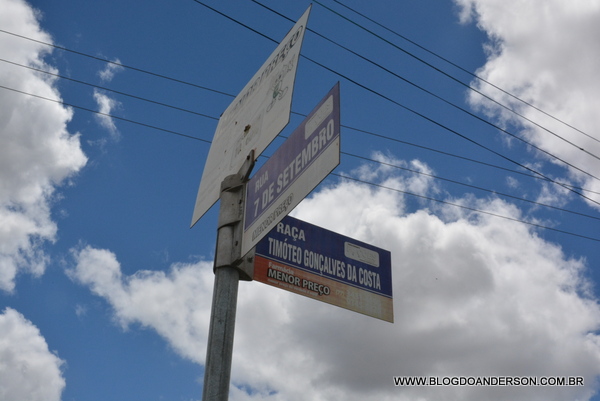 RUA
7 DE SETEMBRO
RAÇA
TIMÓTEO GONÇALVES DA COSTA
MENOR PREÇO
WWW.BLOGDOANDERSON.COM.BR